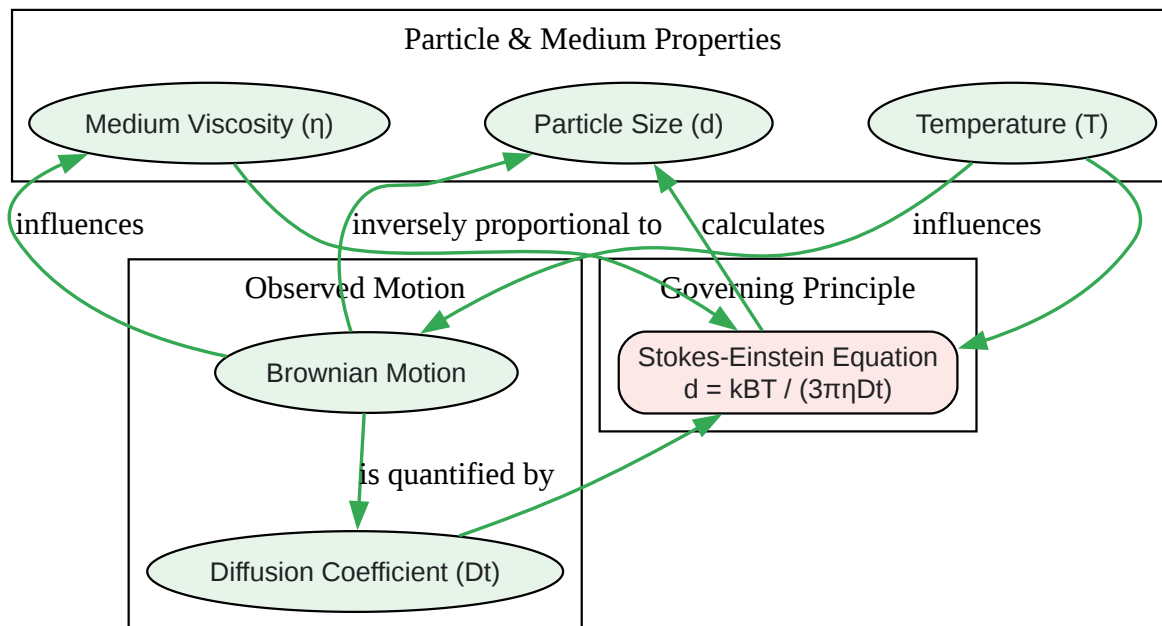 Particle & Medium Properties
Medium Viscosity (η)
Particle Size (d)
Temperature (T)
influences
inversely proportional to
calculates
influences
Observed Motion
Governing Principle
Brownian Motion
Stokes-Einstein Equation
d = kBT / (3πηDt)
is quantified by
Diffusion Coefficient (Dt)